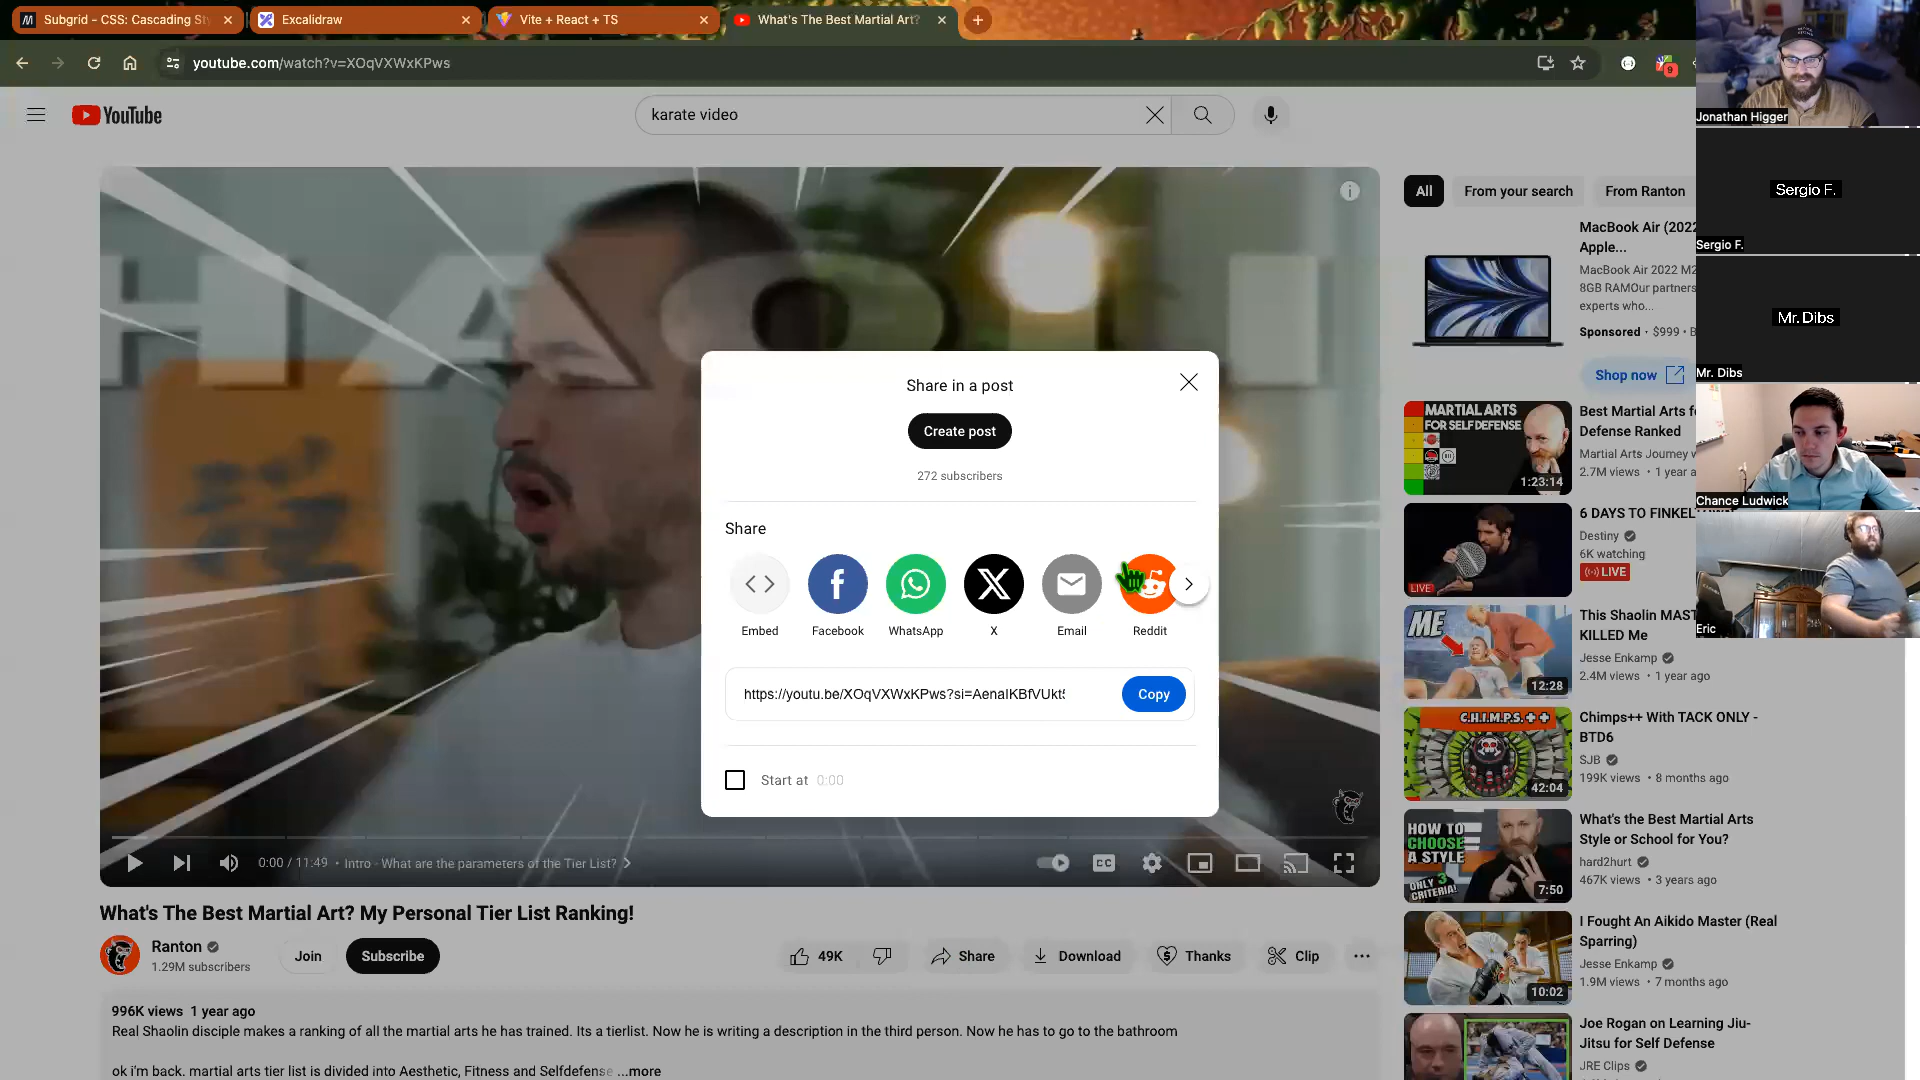 Subgrid - CSS: Cascading St
Excalidraw
Vite + React + TS
What's The Best Martial Art?
youtube.com/watch?v=XOqVXWxKPws
9
YouTube
karate video
Jonathan Higger
Sergio F.
Sergio F.
Mr. Dibs
Mr. Dibs
Chance Ludwick
Eric
All
From your search
From Ranton
MacBook Air (2022
Apple...
MacBook Air 2022 M2
8GB RAMOur partners
experts who...
Sponsored · $999 · B
Shop now
MARTIAL ARTS
FOR SELF DEFENSE
1:23:14
Best Martial Arts fo
Defense Ranked
Martial Arts Journey
2.7M views • 1 year a
LIVE
6 DAYS TO FINKEL
Destiny
6K watching
LIVE
ME
12:28
This Shaolin MAST
KILLED Me
Jesse Enkamp
2.4M views • 1 year ago
C.H.I.M.P.S. ++
42:04
Chimps++ With TACK ONLY -
BTD6
SJB
199K views • 8 months ago
HOW TO
CHOOSE
A STYLE
ONLY 3
CRITERIA!
7:50
What's the Best Martial Arts
Style or School for You?
hard2hurt
467K views • 3 years ago
10:02
I Fought An Aikido Master (Real
Sparring)
Jesse Enkamp
1.9M views • 7 months ago
Joe Rogan on Learning Jiu-
Jitsu for Self Defense
JRE Clips
Share in a post
Create post
272 subscribers
Share
Embed
Facebook
WhatsApp
X
Email
Reddit
https://youtu.be/XOqVXWxKPws?si=AenaIKBfVUkt
Copy
Start at 0:00
0:00 / 11:49 • Intro - What are the parameters of the Tier List?
CC
What's The Best Martial Art? My Personal Tier List Ranking!
Ranton
1.29M subscribers
Join
Subscribe
49K
Share
Download
Thanks
Clip
996K views 1 year ago
Real Shaolin disciple makes a ranking of all the martial arts he has trained. Its a tierlist. Now he is writing a description in the third person. Now he has to go to the bathroom
ok i'm back. martial arts tier list is divided into Aesthetic, Fitness and Selfdefense ...more